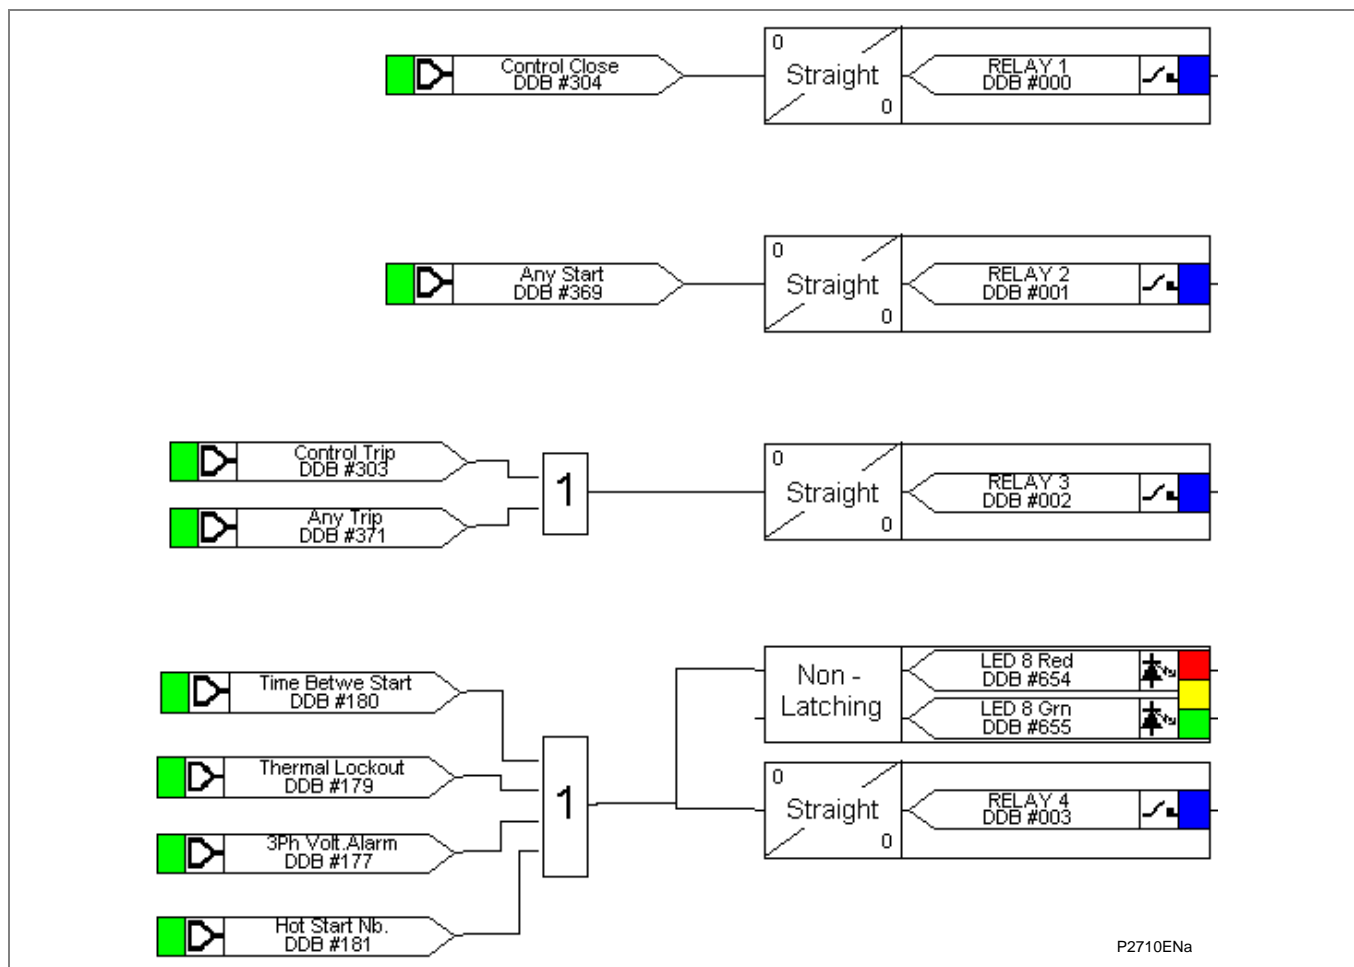 Control Close
DDB #304
0
Straight
0
RELAY 1
DDB #000
Any Start
DDB #369
0
Straight
0
RELAY 2
DDB #001
Control Trip
DDB #303
Any Trip
DDB #371
1
0
Straight
0
RELAY 3
DDB #002
Time Betwe Start
DDB #180
Thermal Lockout
DDB #179
3Ph Volt.Alarm
DDB #177
Hot Start Nb.
DDB #181
1
Non -
Latching
LED 8 Red
DDB #654
LED 8 Grn
DDB #655
0
Straight
0
RELAY 4
DDB #003
P2710ENa